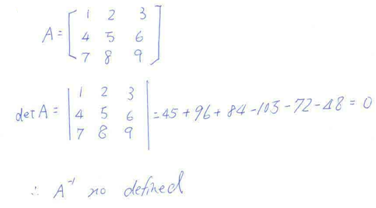 A = [ 1 2 3
4 5 6
7 8 9 ]
det A = | 1 2 3
4 5 6
7 8 9 | = 45 + 96 + 84 - 105 - 72 - 48 = 0
∴ A⁻¹ no defined